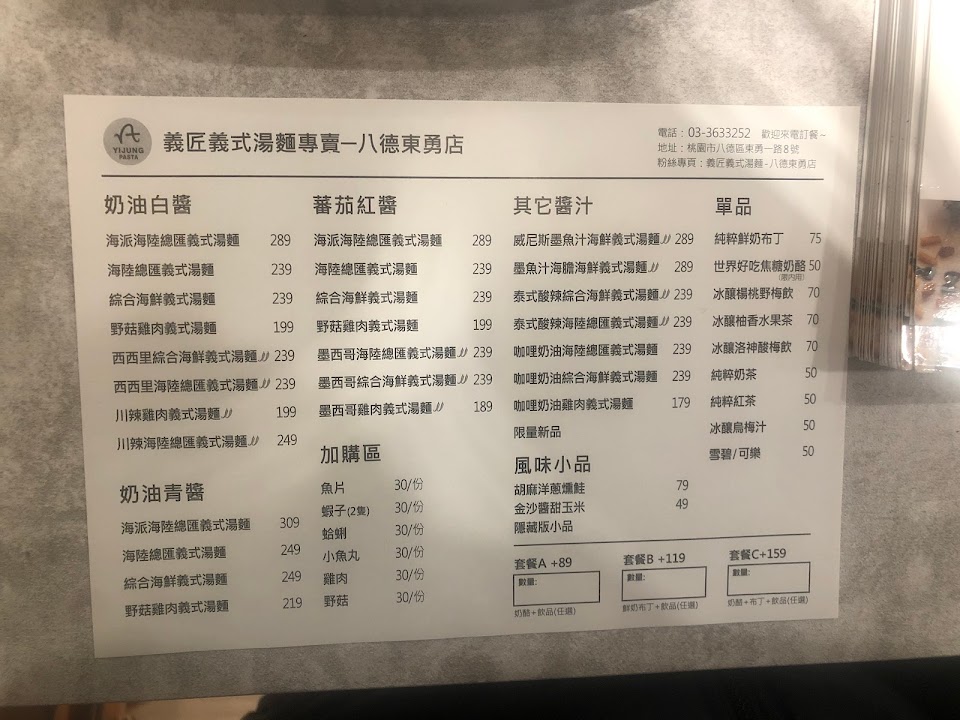 YIJUNG
PASTA
義匠義式湯麵專賣—八德東勇店
電話：03-3633252 歡迎來電訂餐~
地址：桃園市八德區東勇一路8號
粉絲專頁：義匠義式湯麵-八德東勇店
奶油白醬
海派海陸總匯義式湯麵 289
海陸總匯義式湯麵 239
綜合海鮮義式湯麵 239
野菇雞肉義式湯麵 199
西西里綜合海鮮義式湯麵 239
西西里海陸總匯義式湯麵 239
川辣雞肉義式湯麵 199
川辣海陸總匯義式湯麵 249
奶油青醬
海派海陸總匯義式湯麵 309
海陸總匯義式湯麵 249
綜合海鮮義式湯麵 249
野菇雞肉義式湯麵 219
蕃茄紅醬
海派海陸總匯義式湯麵 289
海陸總匯義式湯麵 239
綜合海鮮義式湯麵 239
野菇雞肉義式湯麵 199
墨西哥海陸總匯義式湯麵 239
墨西哥綜合海鮮義式湯麵 239
墨西哥雞肉義式湯麵 189
加購區
魚片 30/份
蝦子(2隻) 30/份
蛤蜊 30/份
小魚丸 30/份
雞肉 30/份
野菇 30/份
其它醬汁
威尼斯墨魚汁海鮮義式湯麵 289
墨魚汁海膽海鮮義式湯麵 289
泰式酸辣綜合海鮮義式湯麵 239
泰式酸辣海陸總匯義式湯麵 239
咖哩奶油海陸總匯義式湯麵 239
咖哩奶油綜合海鮮義式湯麵 239
咖哩奶油雞肉義式湯麵 179
限量新品
風味小品
胡麻洋蔥燻鮭 79
金沙醬甜玉米 49
隱藏版小品
單品
純粹鮮奶布丁 75
世界好吃焦糖奶酪 50
(限內用)
冰釀楊桃野梅飲 70
冰釀柚香水果茶 70
冰釀洛神酸梅飲 70
純粹奶茶 50
純粹紅茶 50
冰釀烏梅汁 50
雪碧/可樂 50
套餐A +89
數量:
奶酪+飲品(任選)
套餐B +119
數量:
鮮奶布丁+飲品(任選)
套餐C+159
數量:
奶酪+布丁+飲品(任選)